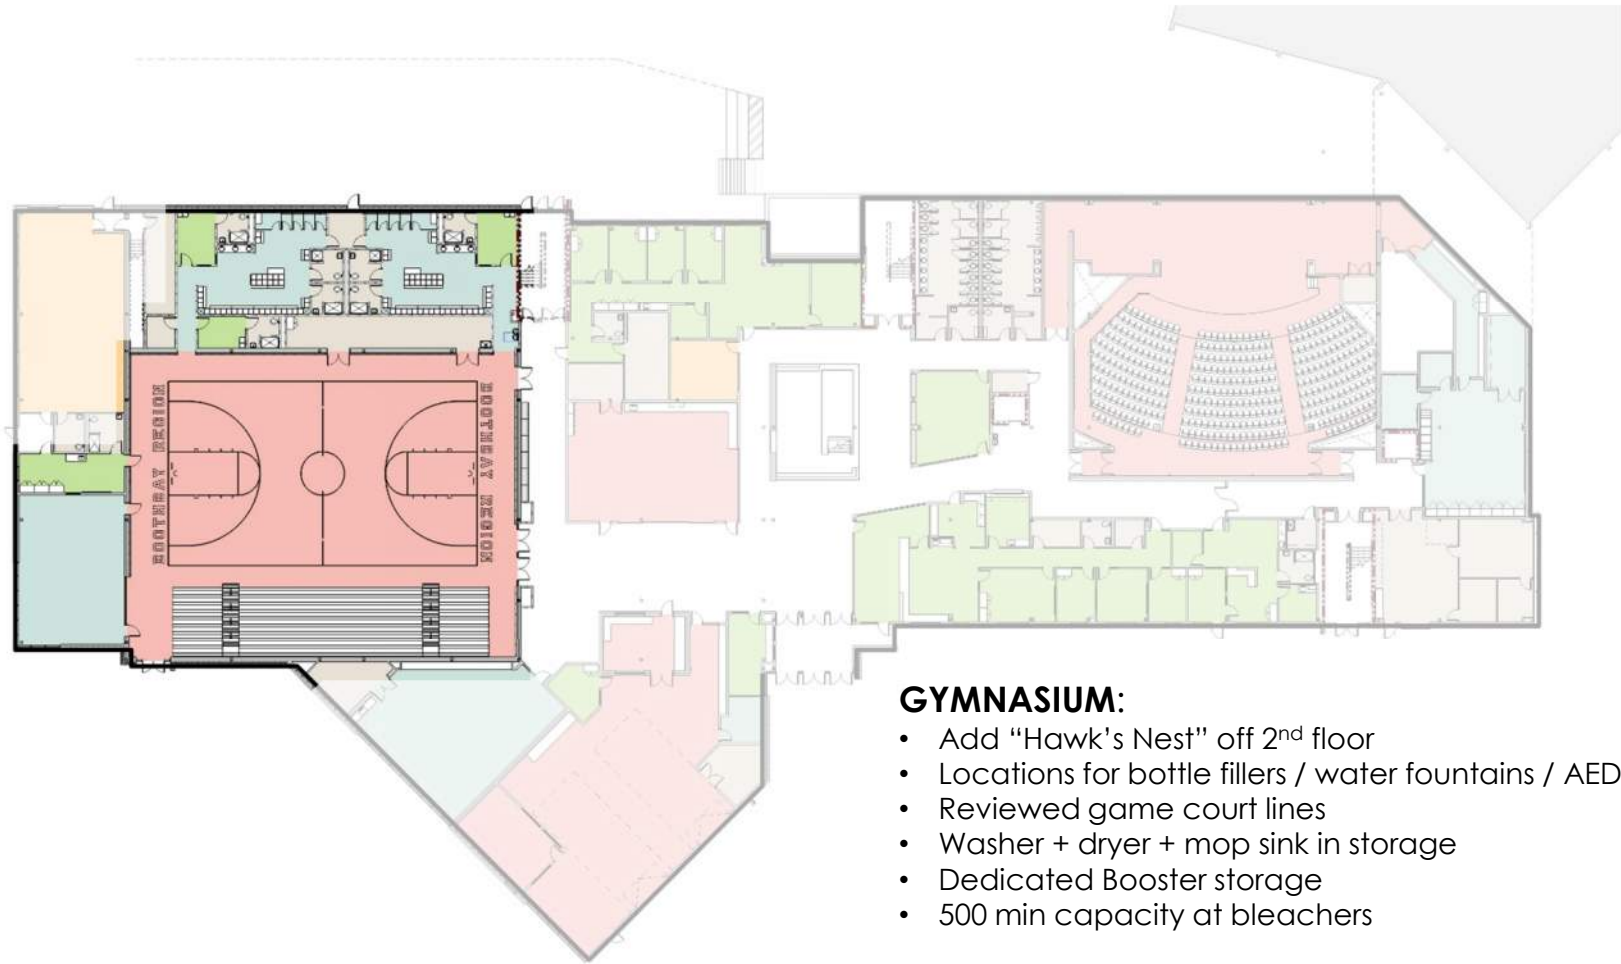 BOOTHBAY REGION
BOOTHBAY REGION
GYMNASIUM:
• Add “Hawk’s Nest” off 2nd floor
• Locations for bottle fillers / water fountains / AED
• Reviewed game court lines
• Washer + dryer + mop sink in storage
• Dedicated Booster storage
• 500 min capacity at bleachers